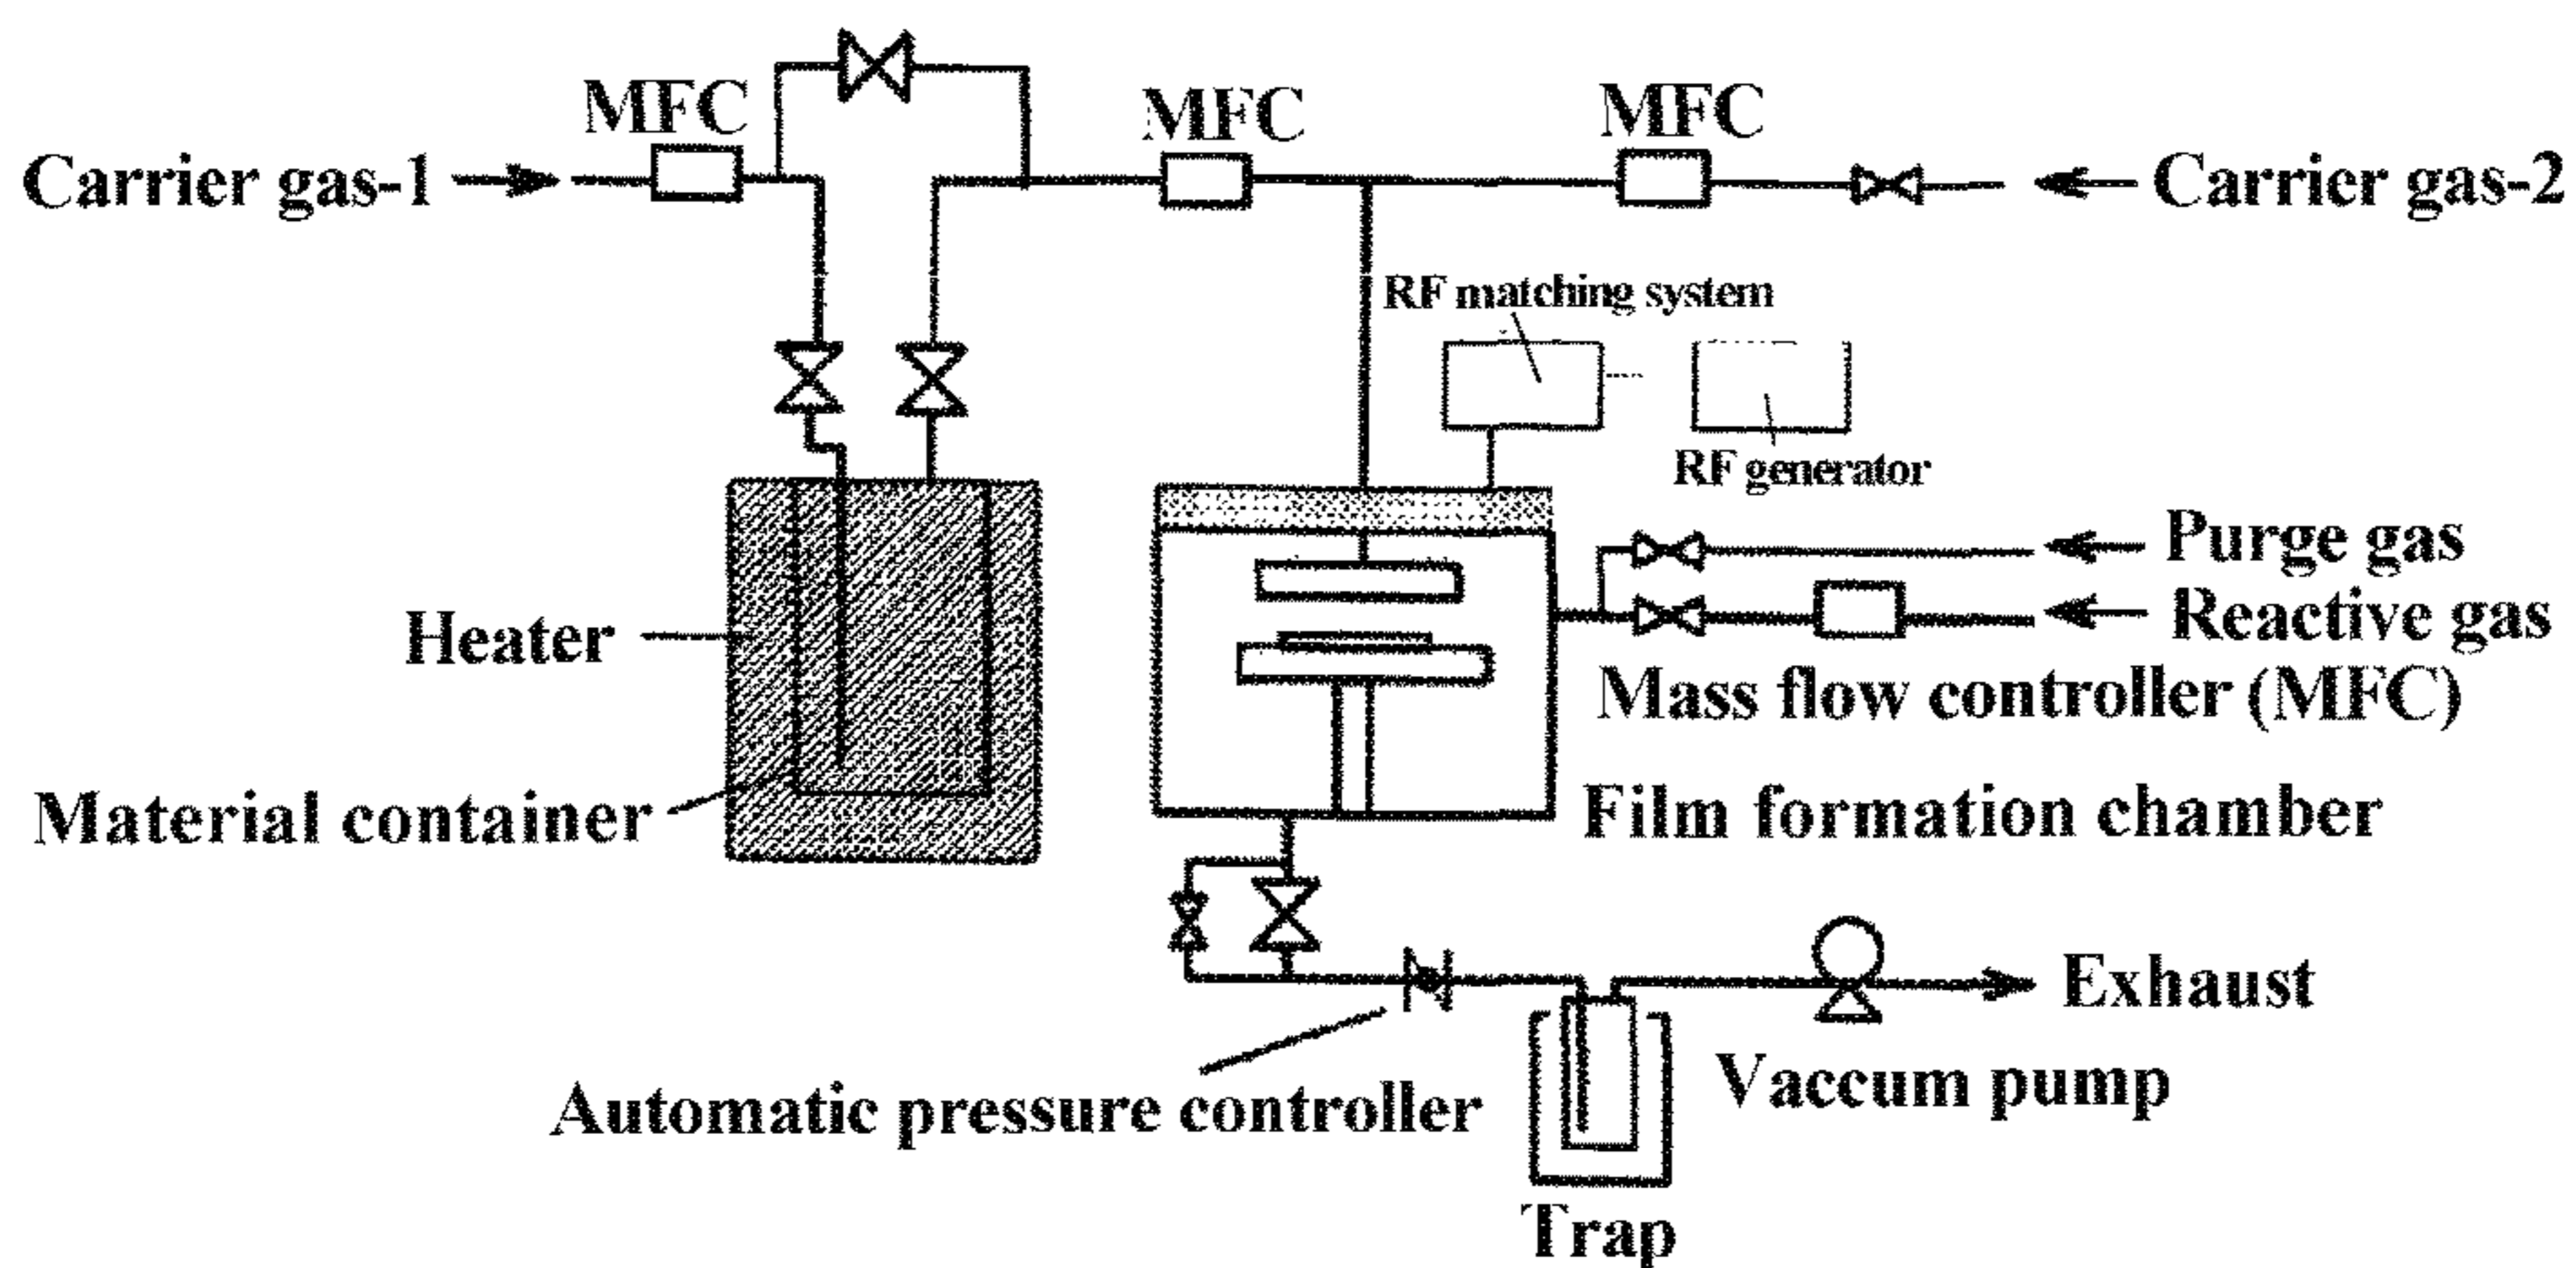 MFC
MFC
MFC
Carrier gas-1
Carrier gas-2
RF matching system
RF generator
Purge gas
Reactive gas
Heater
Mass flow controller (MFC)
Material container
Film formation chamber
Exhaust
Automatic pressure controller
Vaccum pump
Trap